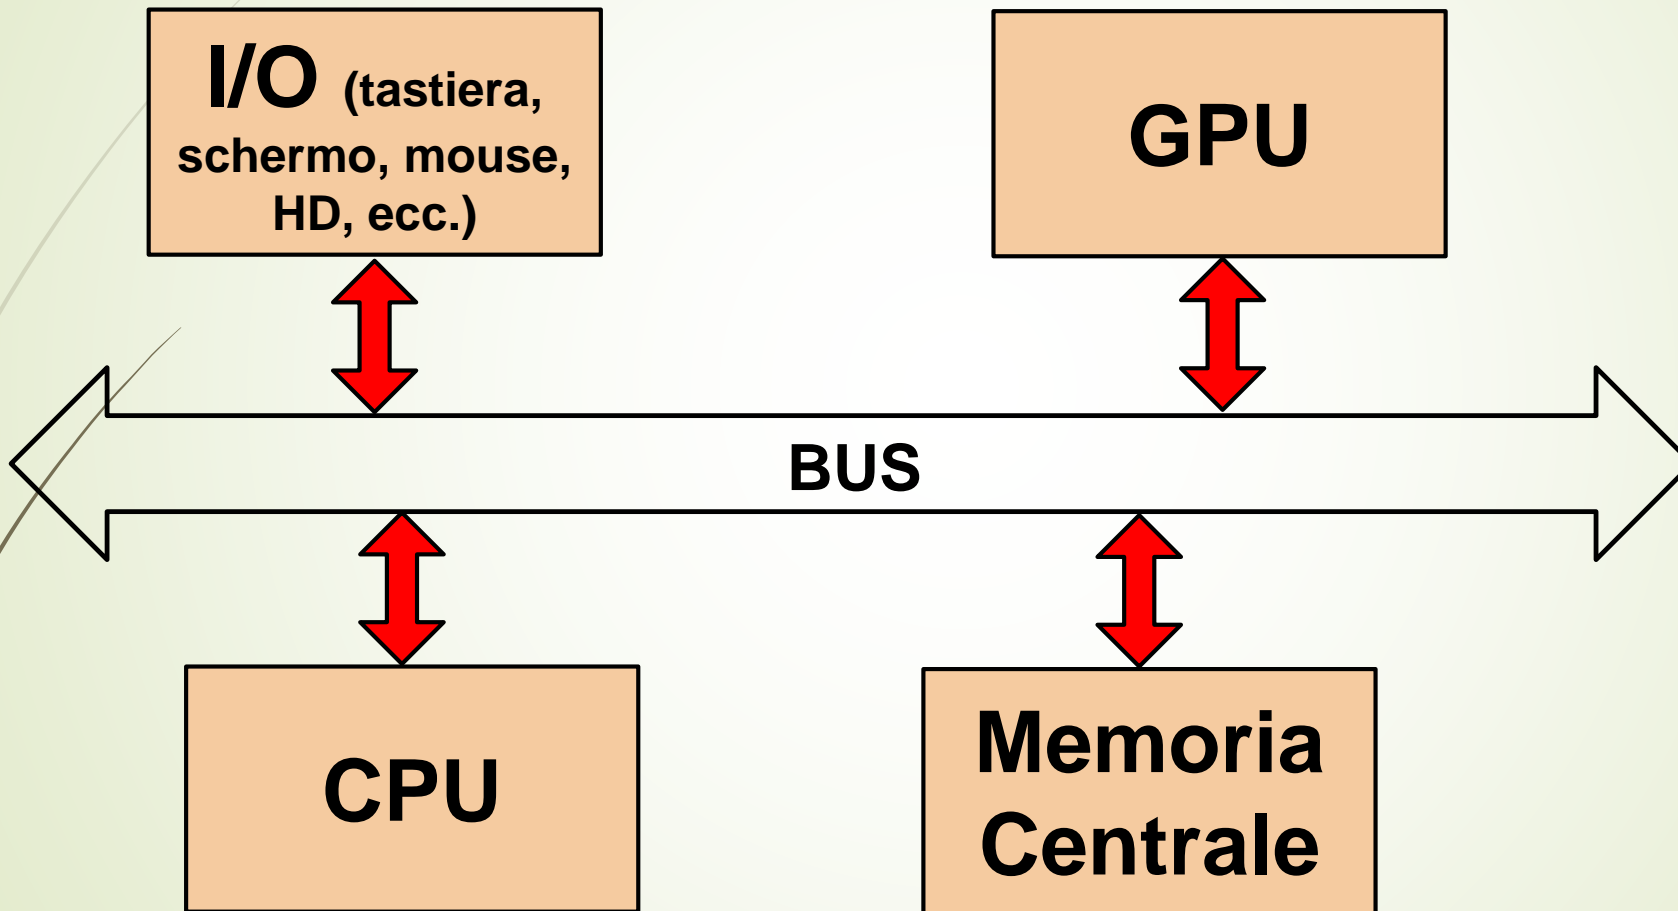 I/O (tastiera,
schermo, mouse,
HD, ecc.)
GPU
BUS
CPU
Memoria
Centrale